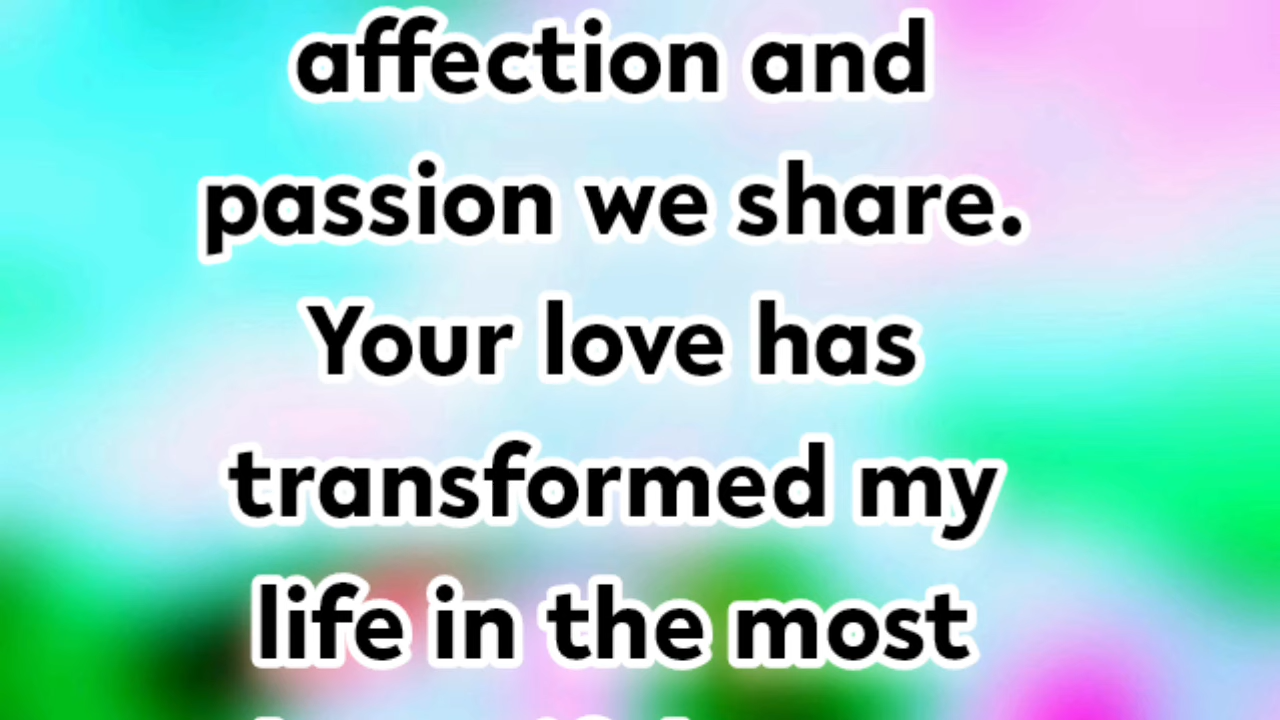 affection and
passion we share.
Your love has
transformed my
life in the most